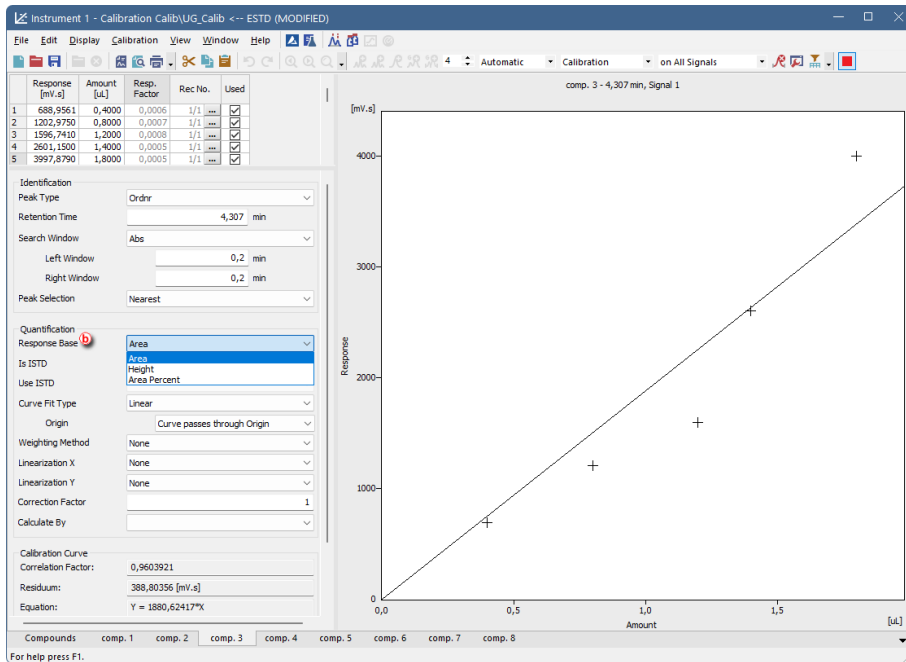 Instrument 1 - Calibration Calib\UG_Calib <-- ESTD (MODIFIED)
File Edit Display Calibration View Window Help
4 Automatic Calibration on All Signals
Response [mV.s] Amount [uL] Resp. Factor Rec No. Used
1 688,9561 0,4000 0,0006 1/1 ...
2 1202,9750 0,8000 0,0007 1/1 ...
3 1596,7410 1,2000 0,0008 1/1 ...
4 2601,1500 1,4000 0,0005 1/1 ...
5 3997,8790 1,8000 0,0005 1/1 ...
Identification
Peak Type Ordnr
Retention Time 4,307 min
Search Window Abs
Left Window 0,2 min
Right Window 0,2 min
Peak Selection Nearest
Quantification
Response Base b Area
Area
Is ISTD
Height
Use ISTD
Area Percent
Curve Fit Type Linear
Origin Curve passes through Origin
Weighting Method None
Linearization X None
Linearization Y None
Correction Factor 1
Calculate By
Calibration Curve
Correlation Factor: 0,9603921
Residuum: 388,80356 [mV.s]
Equation: Y = 1880,62417*X
comp. 3 - 4,307 min, Signal 1
[mV.s]
4000
3000
Response
2000
1000
0
0,0 0,5 1,0 1,5
Amount
[uL]
Compounds comp. 1 comp. 2 comp. 3 comp. 4 comp. 5 comp. 6 comp. 7 comp. 8
For help press F1.